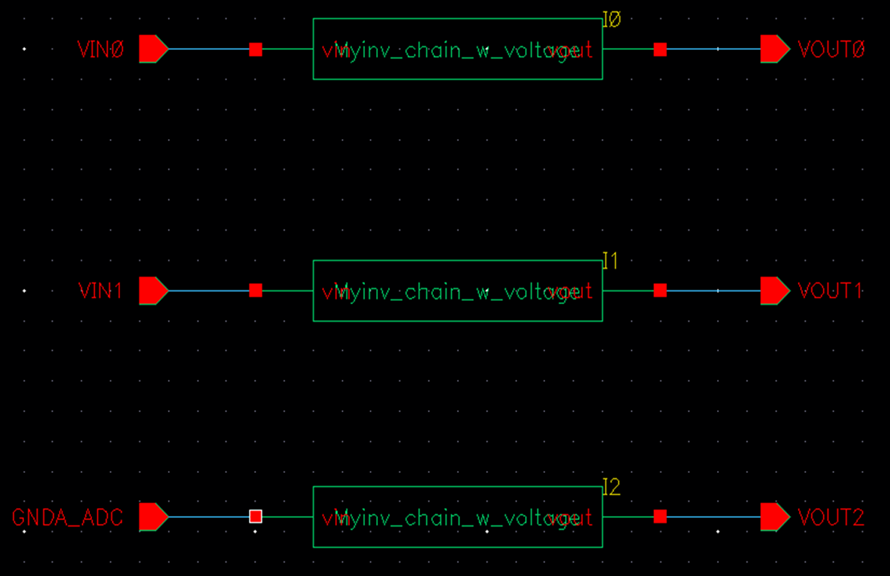 I0
VIN0 vin Myinv_chain_w_voltage vout VOUT0
I1
VIN1 vin Myinv_chain_w_voltage vout VOUT1
I2
GNDA_ADC vin Myinv_chain_w_voltage vout VOUT2